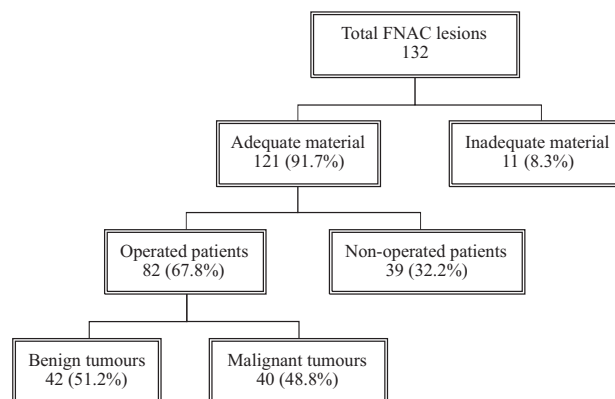 Total FNAC lesions
132
Adequate material
121 (91.7%)
Inadequate material
11 (8.3%)
Operated patients
82 (67.8%)
Non-operated patients
39 (32.2%)
Benign tumours
42 (51.2%)
Malignant tumours
40 (48.8%)